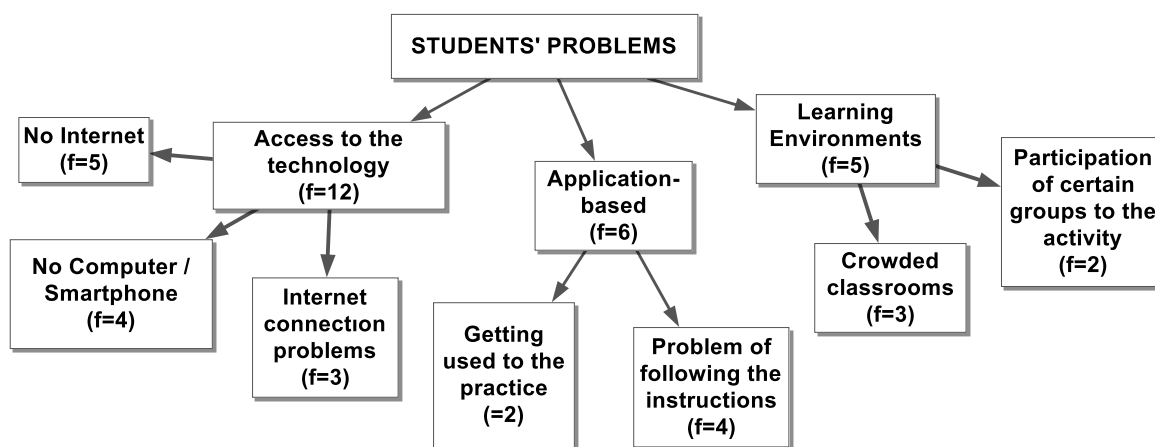 STUDENTS' PROBLEMS
No Internet
(f=5)
Access to the
technology
(f=12)
Learning
Environments
(f=5)
Application-
based
(f=6)
Participation
of certain
groups to the
activity
(f=2)
No Computer /
Smartphone
(f=4)
Internet
connection
problems
(f=3)
Getting
used to the
practice
(=2)
Problem of
following the
instructions
(f=4)
Crowded
classrooms
(f=3)